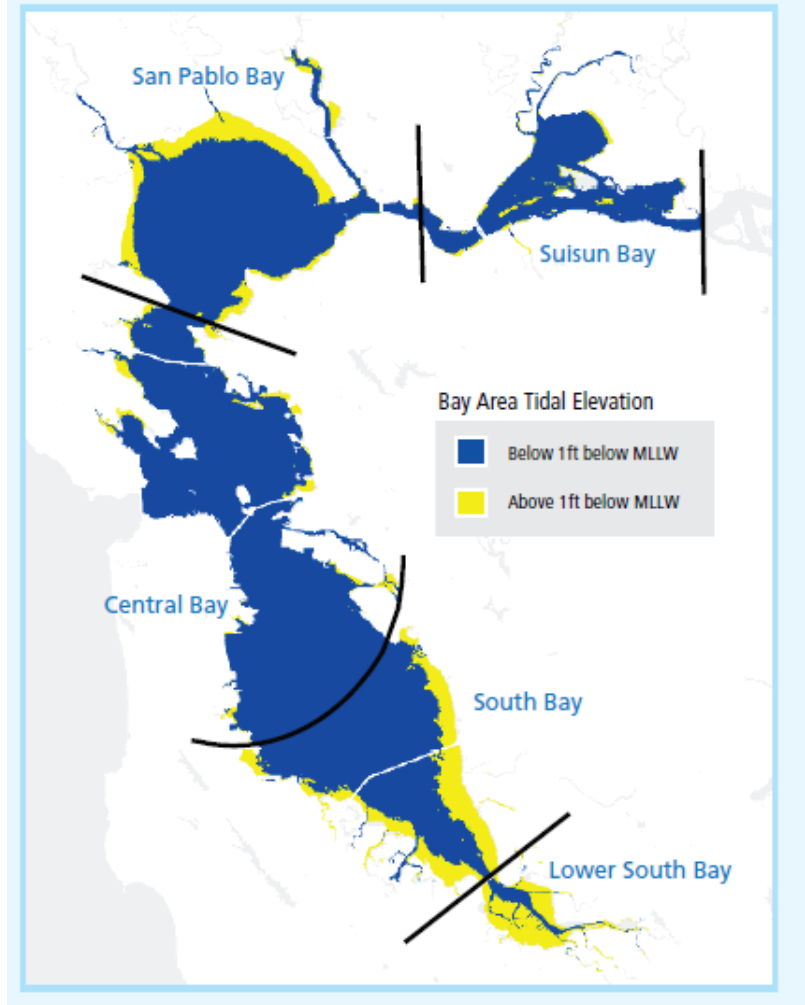 San Pablo Bay
Suisun Bay
Bay Area Tidal Elevation
Below 1ft below MLLW
Above 1ft below MLLW
Central Bay
South Bay
Lower South Bay